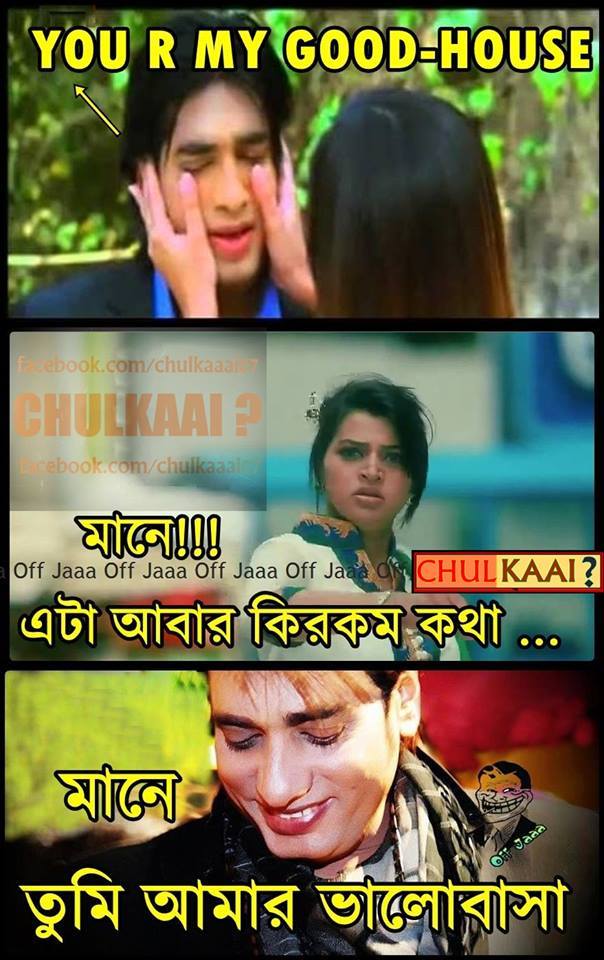 YOU R MY GOOD-HOUSE
facebook.com/chulkaaai07
CHULKAAI ?
facebook.com/chulkaaai07
মানে!!!
Off Jaaa Off Jaaa Off Jaaa Off Jaaa Off
CHULKAAI?
এটা আবার কিরকম কথা ...
মানে
Off Jaaa
তুমি আমার ভালোবাসা